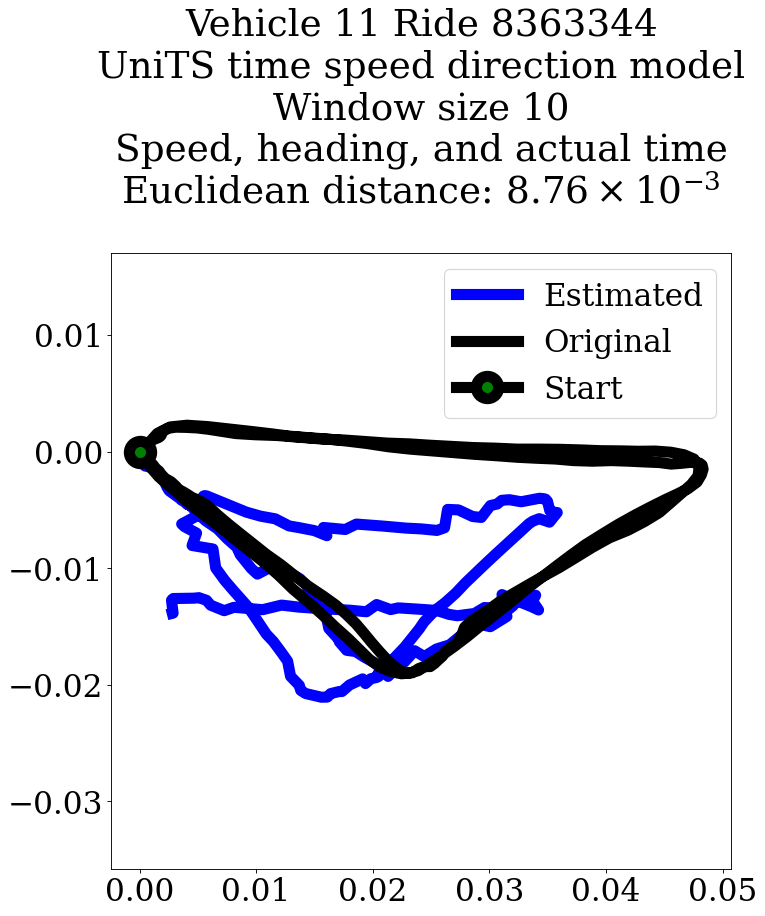 Vehicle 11 Ride 8363344
UniTS time speed direction model
Window size 10
Speed, heading, and actual time
Euclidean distance: 8.76 × 10⁻³
Estimated
Original
Start
0.01
0.00
−0.01
−0.02
−0.03
0.00 0.01 0.02 0.03 0.04 0.05